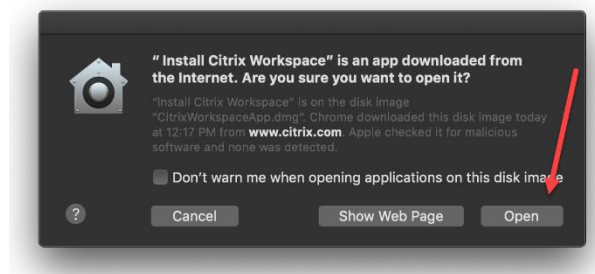 “ Install Citrix Workspace” is an app downloaded from
the Internet. Are you sure you want to open it?
“Install Citrix Workspace” is on the disk image
“CitrixWorkspaceApp.dmg”. Chrome downloaded this disk image today
at 12:17 PM from www.citrix.com. Apple checked it for malicious
software and none was detected.
Don’t warn me when opening applications on this disk image
? Cancel Show Web Page Open